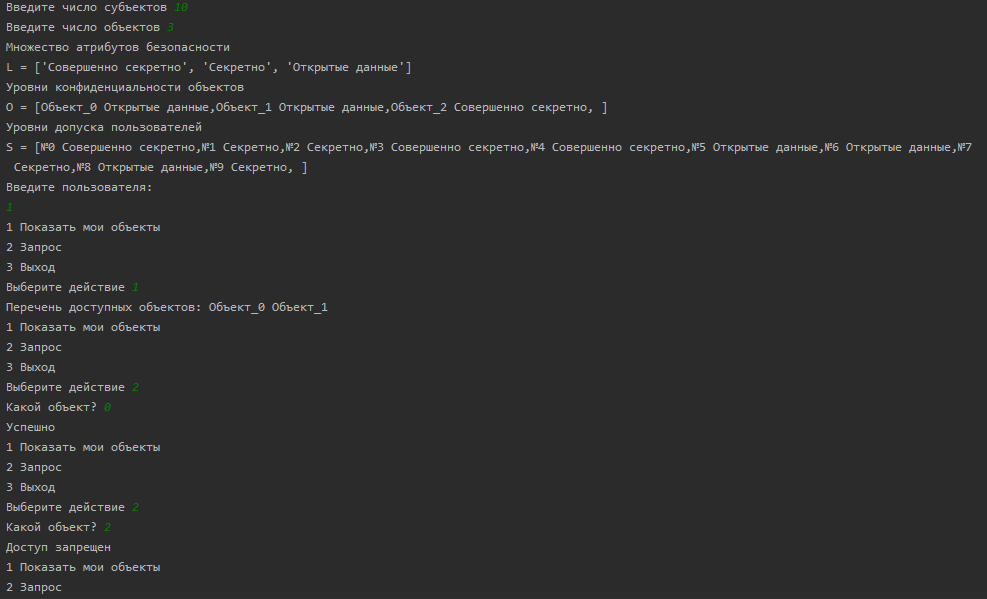 Введите число субъектов 10
Введите число объектов 3
Множество атрибутов безопасности
L = ['Совершенно секретно', 'Секретно', 'Открытые данные']
Уровни конфиденциальности объектов
O = [Объект_0 Открытые данные,Объект_1 Открытые данные,Объект_2 Совершенно секретно, ]
Уровни допуска пользователей
S = [№0 Совершенно секретно,№1 Секретно,№2 Секретно,№3 Совершенно секретно,№4 Совершенно секретно,№5 Открытые данные,№6 Открытые данные,№7
Секретно,№8 Открытые данные,№9 Секретно, ]
Введите пользователя:
1
1 Показать мои объекты
2 Запрос
3 Выход
Выберите действие 1
Перечень доступных объектов: Объект_0 Объект_1
1 Показать мои объекты
2 Запрос
3 Выход
Выберите действие 2
Какой объект? 0
Успешно
1 Показать мои объекты
2 Запрос
3 Выход
Выберите действие 2
Какой объект? 2
Доступ запрещен
1 Показать мои объекты
2 Запрос